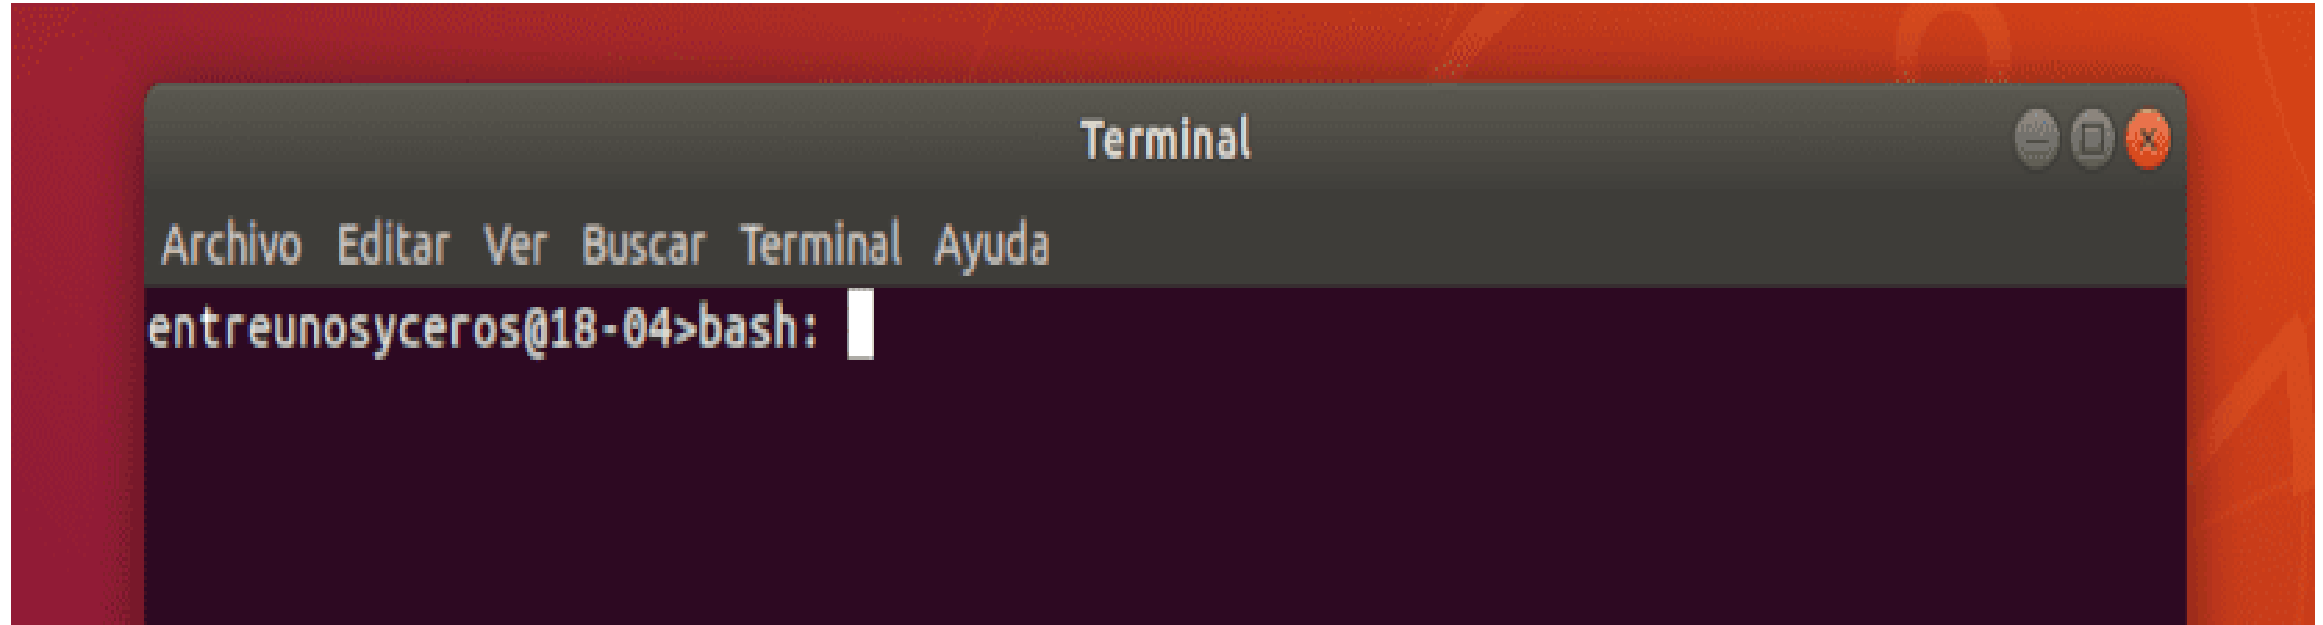 Terminal
Archivo Editar Ver Buscar Terminal Ayuda
entreunosyceros@18-04>bash: